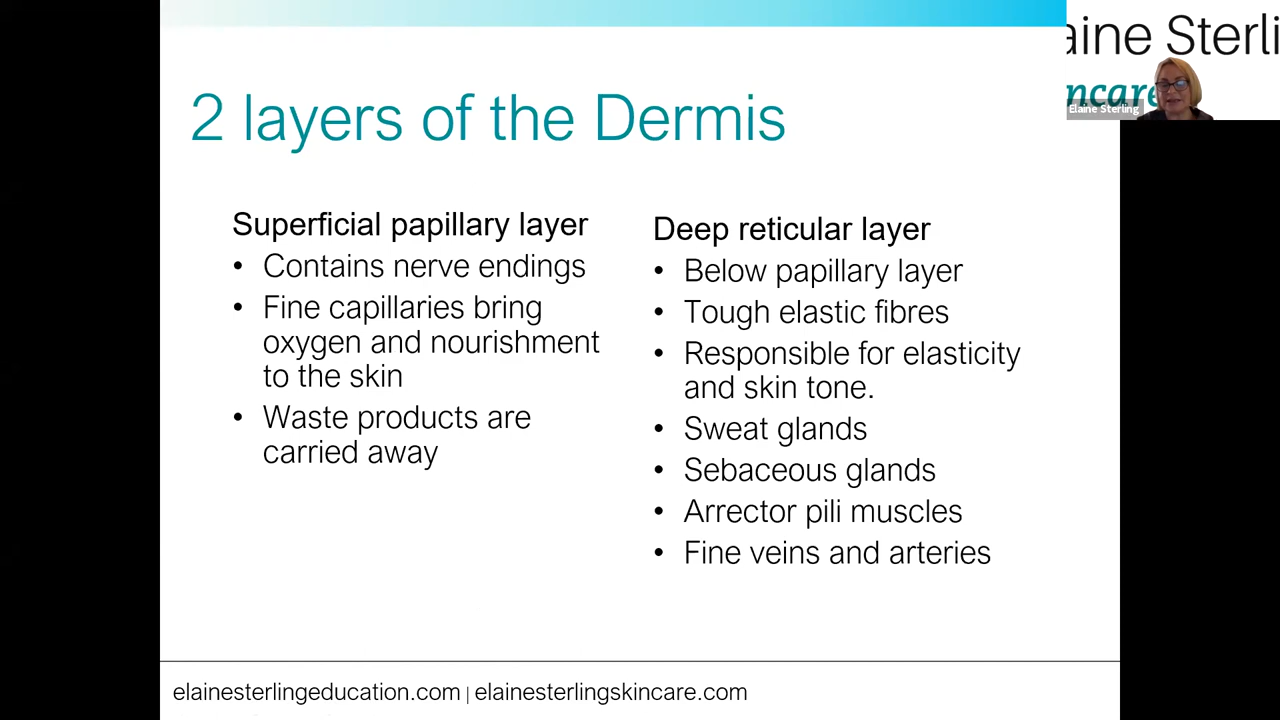 aine Sterli
ncare
Elaine Sterling
2 layers of the Dermis
Superficial papillary layer
• Contains nerve endings
• Fine capillaries bring
oxygen and nourishment
to the skin
• Waste products are
carried away
Deep reticular layer
• Below papillary layer
• Tough elastic fibres
• Responsible for elasticity
and skin tone.
• Sweat glands
• Sebaceous glands
• Arrector pili muscles
• Fine veins and arteries
elainesterlingeducation.com | elainesterlingskincare.com